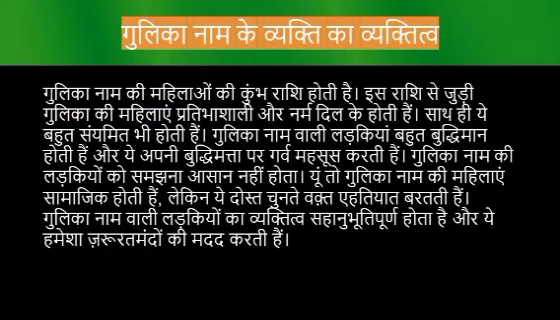 गुलिका नाम के व्यक्ति का व्यक्तित्व
गुलिका नाम की महिलाओं की कुंभ राशि होती है। इस राशि से जुड़ी
गुलिका की महिलाएं प्रतिभाशाली और नर्म दिल के होती हैं। साथ ही ये
बहुत संयमित भी होती हैं। गुलिका नाम वाली लड़कियां बहुत बुद्धिमान
होती हैं और ये अपनी बुद्धिमत्ता पर गर्व महसूस करती हैं। गुलिका नाम की
लड़कियों को समझना आसान नहीं होता। यूं तो गुलिका नाम की महिलाएं
सामाजिक होती हैं, लेकिन ये दोस्त चुनते वक़्त एहतियात बरतती हैं।
गुलिका नाम वाली लड़कियों का व्यक्तित्व सहानुभूतिपूर्ण होता है और ये
हमेशा ज़रूरतमंदों की मदद करती हैं।